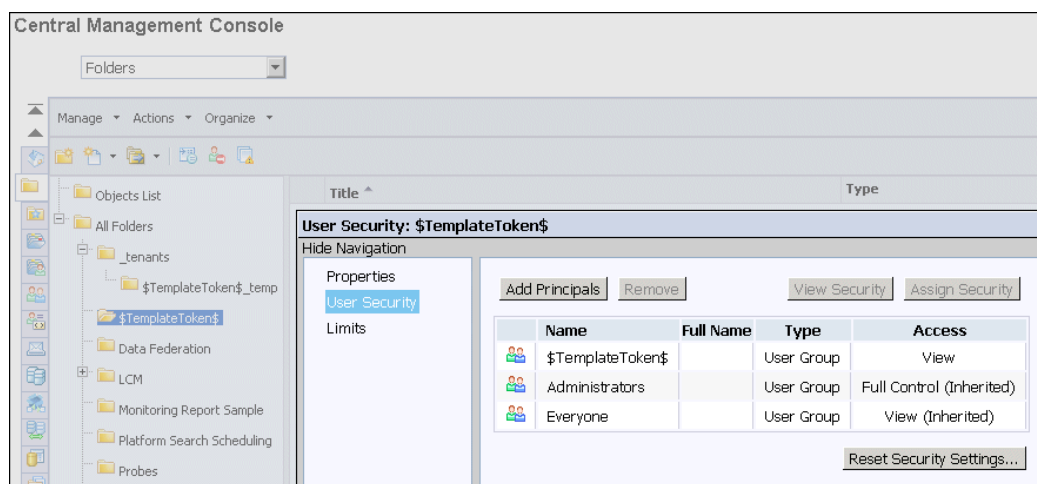 Central Management Console
Folders
Manage Actions Organize
Objects List
All Folders
_tenants
$TemplateToken$_temp
$TemplateToken$
Data Federation
LCM
Monitoring Report Sample
Platform Search Scheduling
Probes
Title Type
User Security: $TemplateToken$
Hide Navigation
Properties
User Security
Limits
Add Principals Remove View Security Assign Security
Name Full Name Type Access
$TemplateToken$ User Group View
Administrators User Group Full Control (Inherited)
Everyone User Group View (Inherited)
Reset Security Settings...